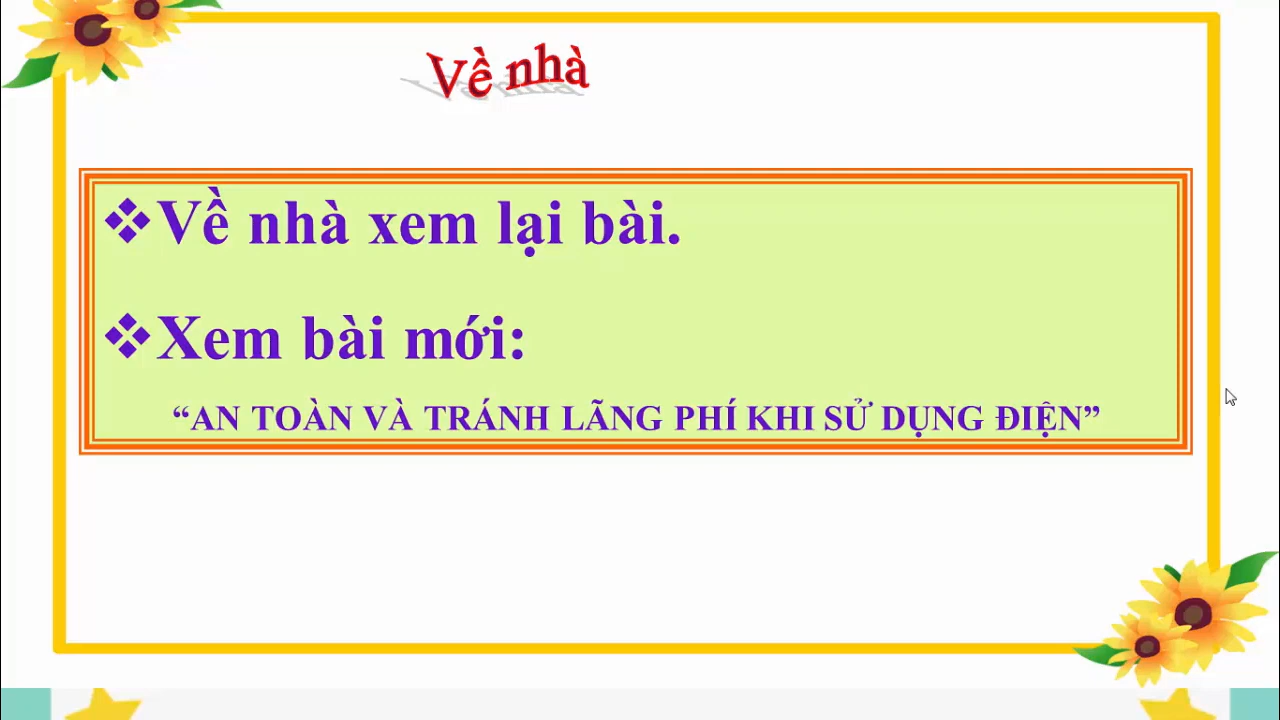 Về nhà
❖Về nhà xem lại bài.
❖Xem bài mới:
“AN TOÀN VÀ TRÁNH LÃNG PHÍ KHI SỬ DỤNG ĐIỆN”